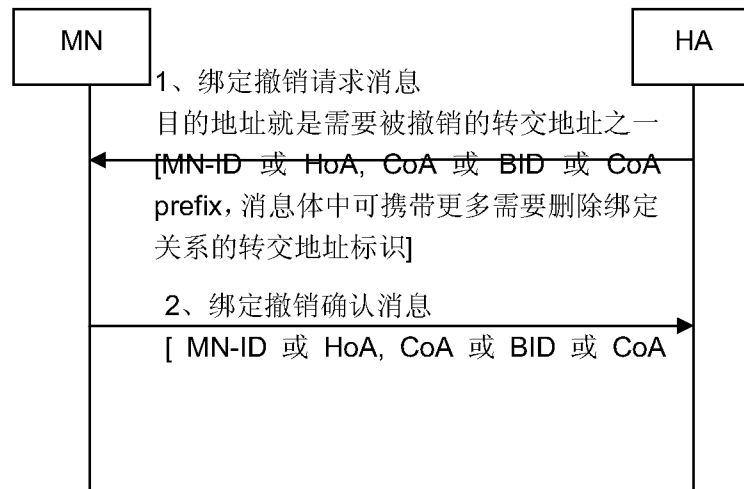 MN
HA
1、绑定撤销请求消息
目的地址就是需要被撤销的转交地址之一
[MN-ID 或 HoA, CoA 或 BID 或 CoA
prefix，消息体中可携带更多需要删除绑定
关系的转交地址标识]
2、绑定撤销确认消息
[ MN-ID 或 HoA, CoA 或 BID 或 CoA